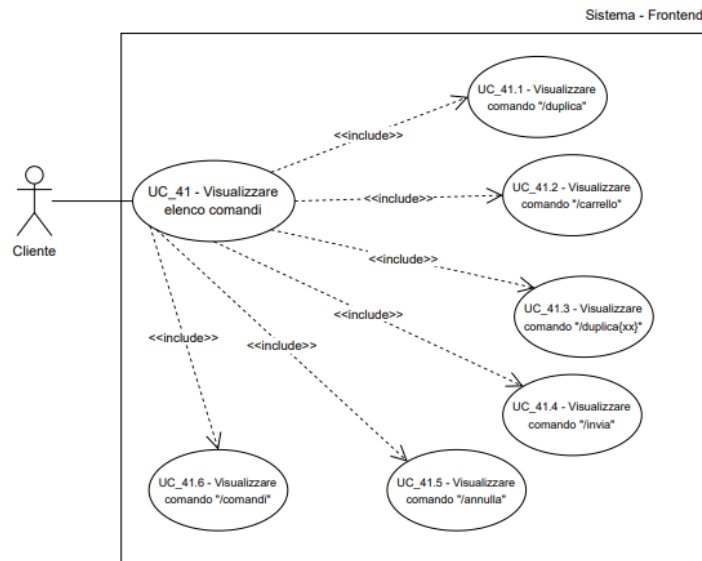 Sistema - Frontend
UC_41.1 - Visualizzare
comando "/duplica"
<<include>>
UC_41 - Visualizzare
elenco comandi
<<include>>
UC_41.2 - Visualizzare
comando "/carrello"
Cliente
<<include>>
UC_41.3 - Visualizzare
comando "/duplica{xx}"
<<include>>
<<include>>
<<include>>
UC_41.4 - Visualizzare
comando "/invia"
UC_41.6 - Visualizzare
comando "/comandi"
UC_41.5 - Visualizzare
comando "/annulla"